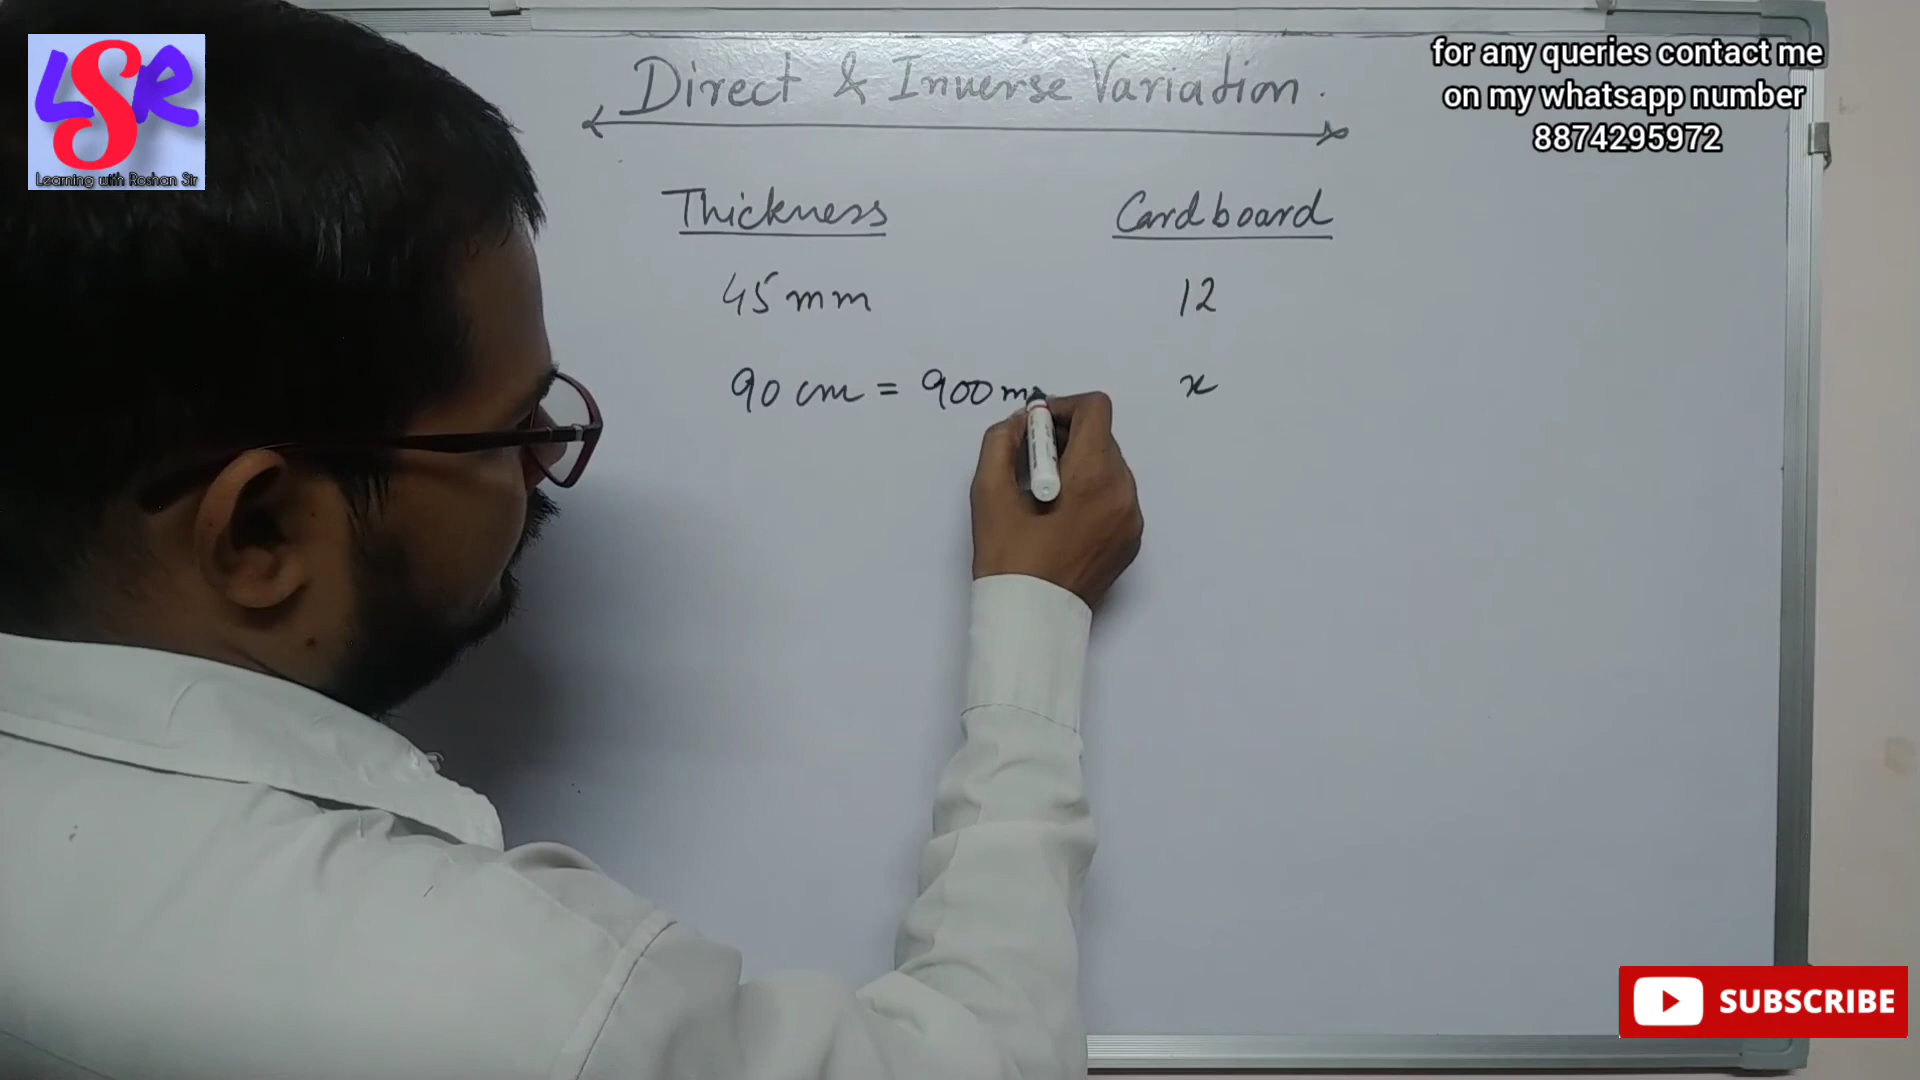 LSR
Learning with Roshan Sir
for any queries contact me
on my whatsapp number
8874295972
Direct & Inverse Variation.
Thickness Cardboard
45 mm 12
90 cm = 900 m x
SUBSCRIBE